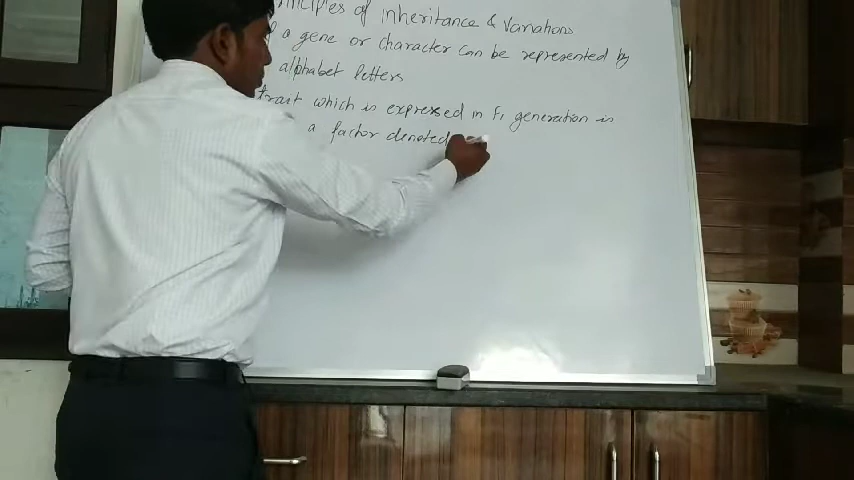 inciples of inheritance & Variations
a gene or character can be represented by
alphabet letters
trait which is expressed in F1 generation is
a factor denoted